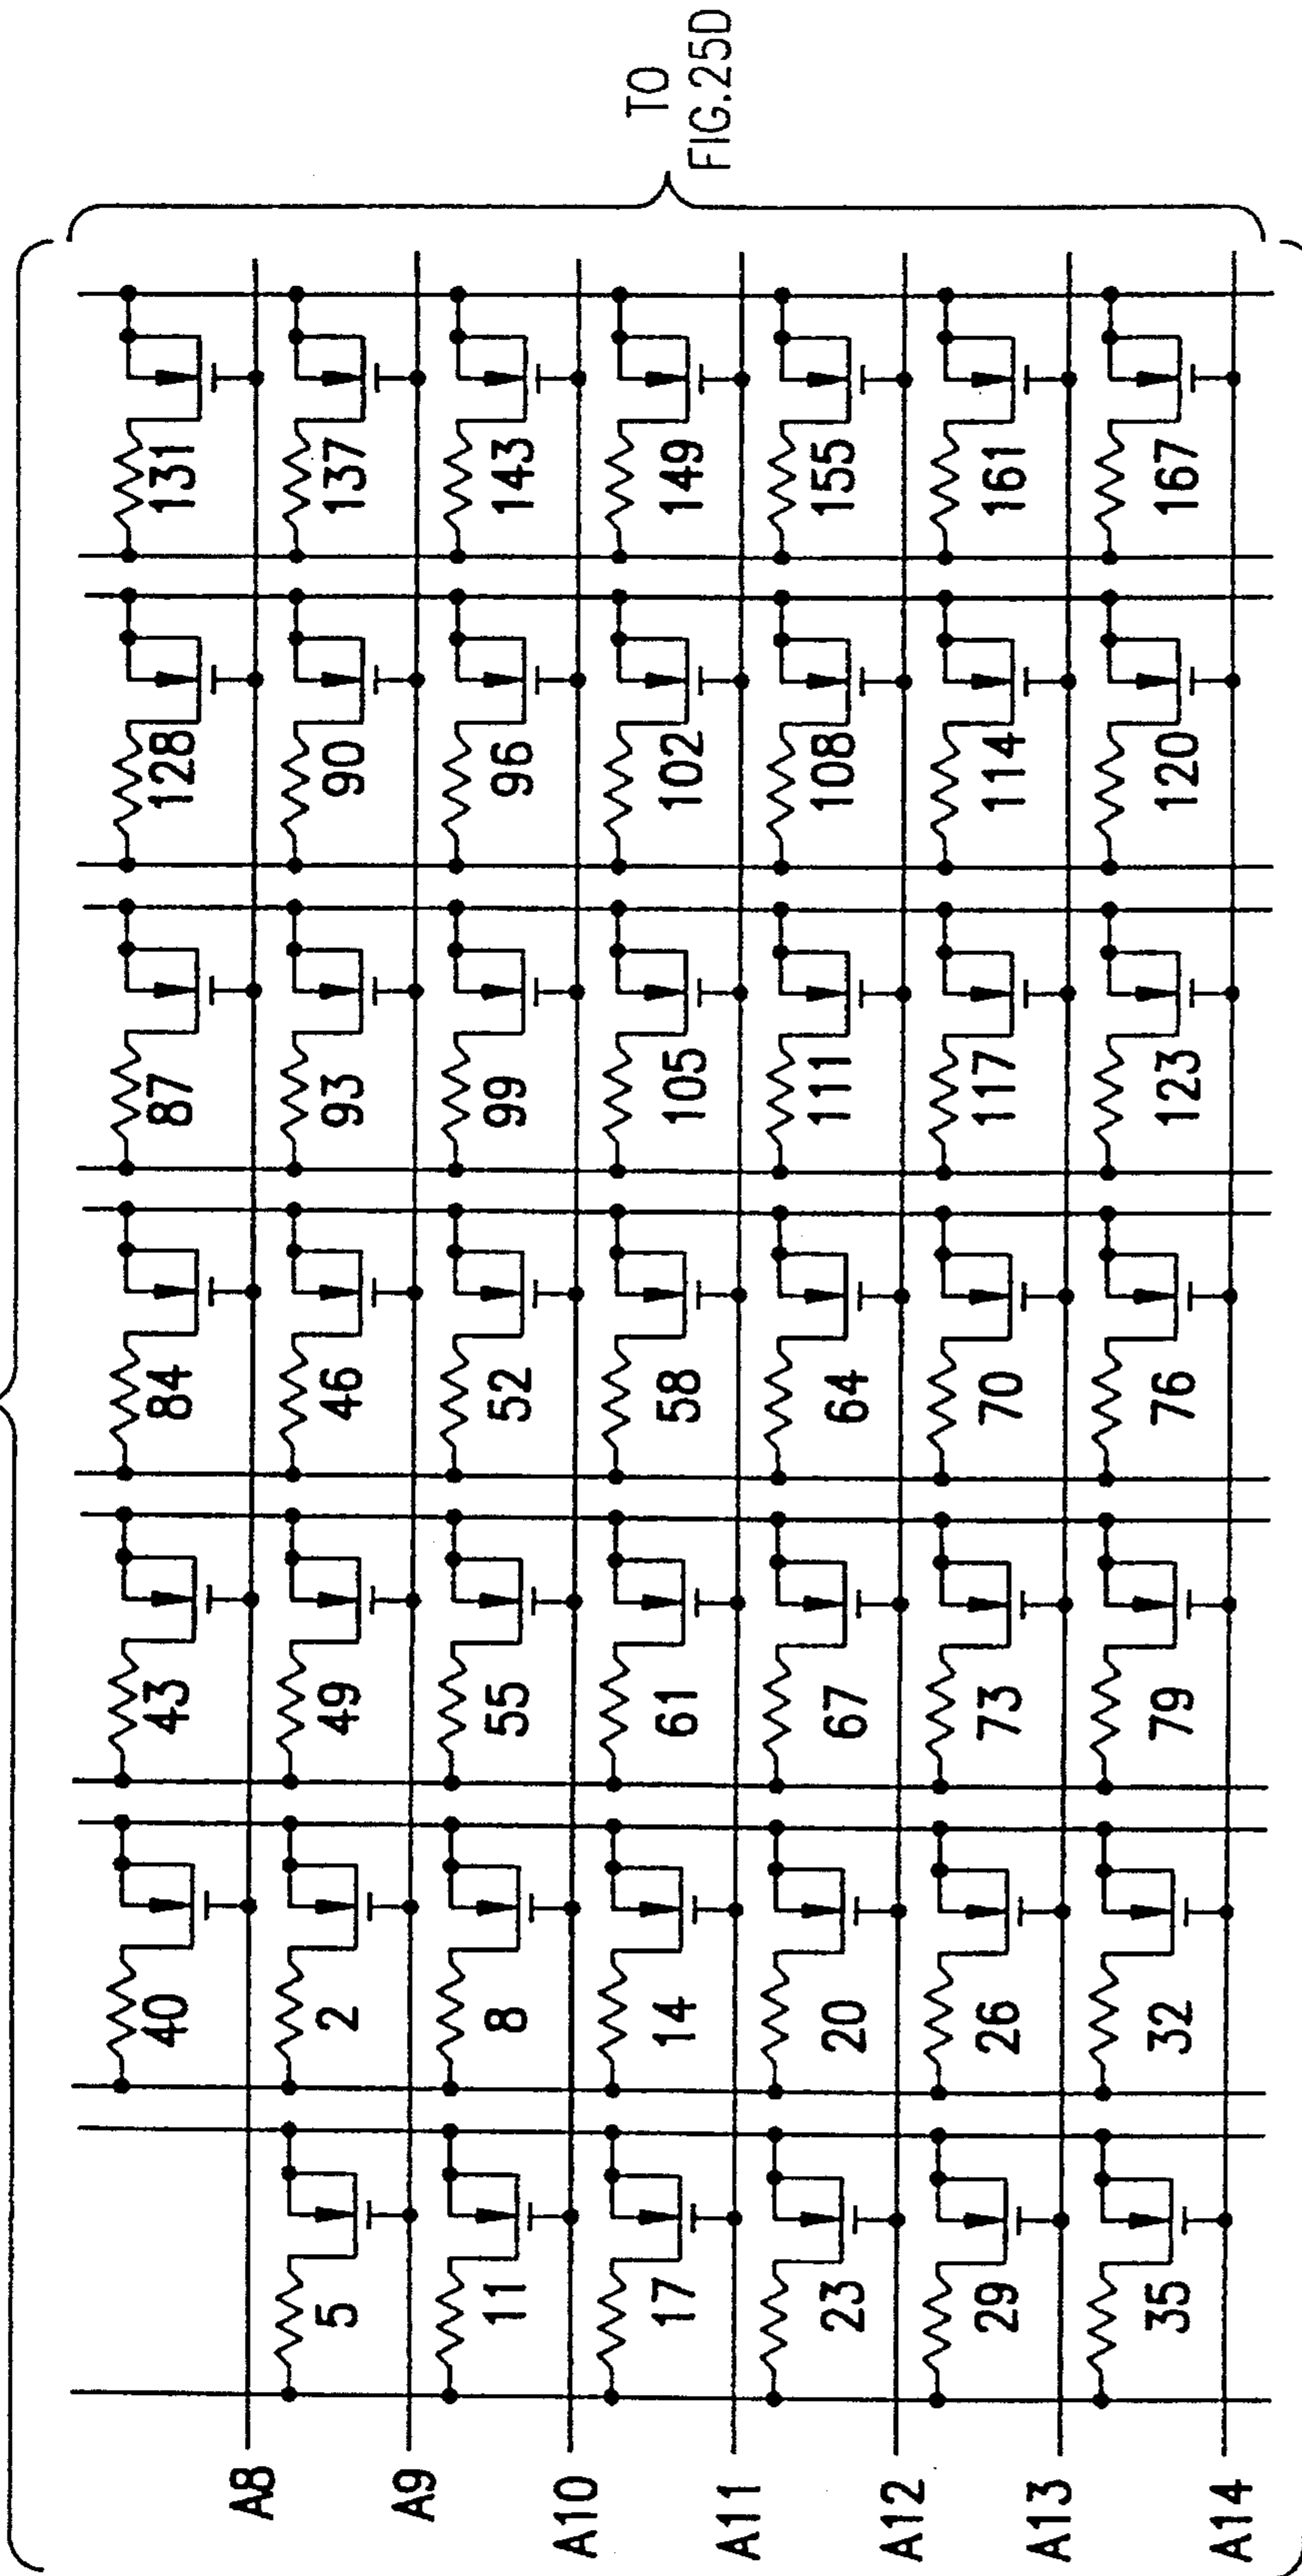 40 43 84 87 128 131
A8
5 2 49 46 93 90 137
A9
11 8 55 52 99 96 143
A10
17 14 61 58 105 102 149
A11
23 20 67 64 111 108 155
A12
29 26 73 70 117 114 161
A13
35 32 79 76 123 120 167
A14
TO
FIG.25D